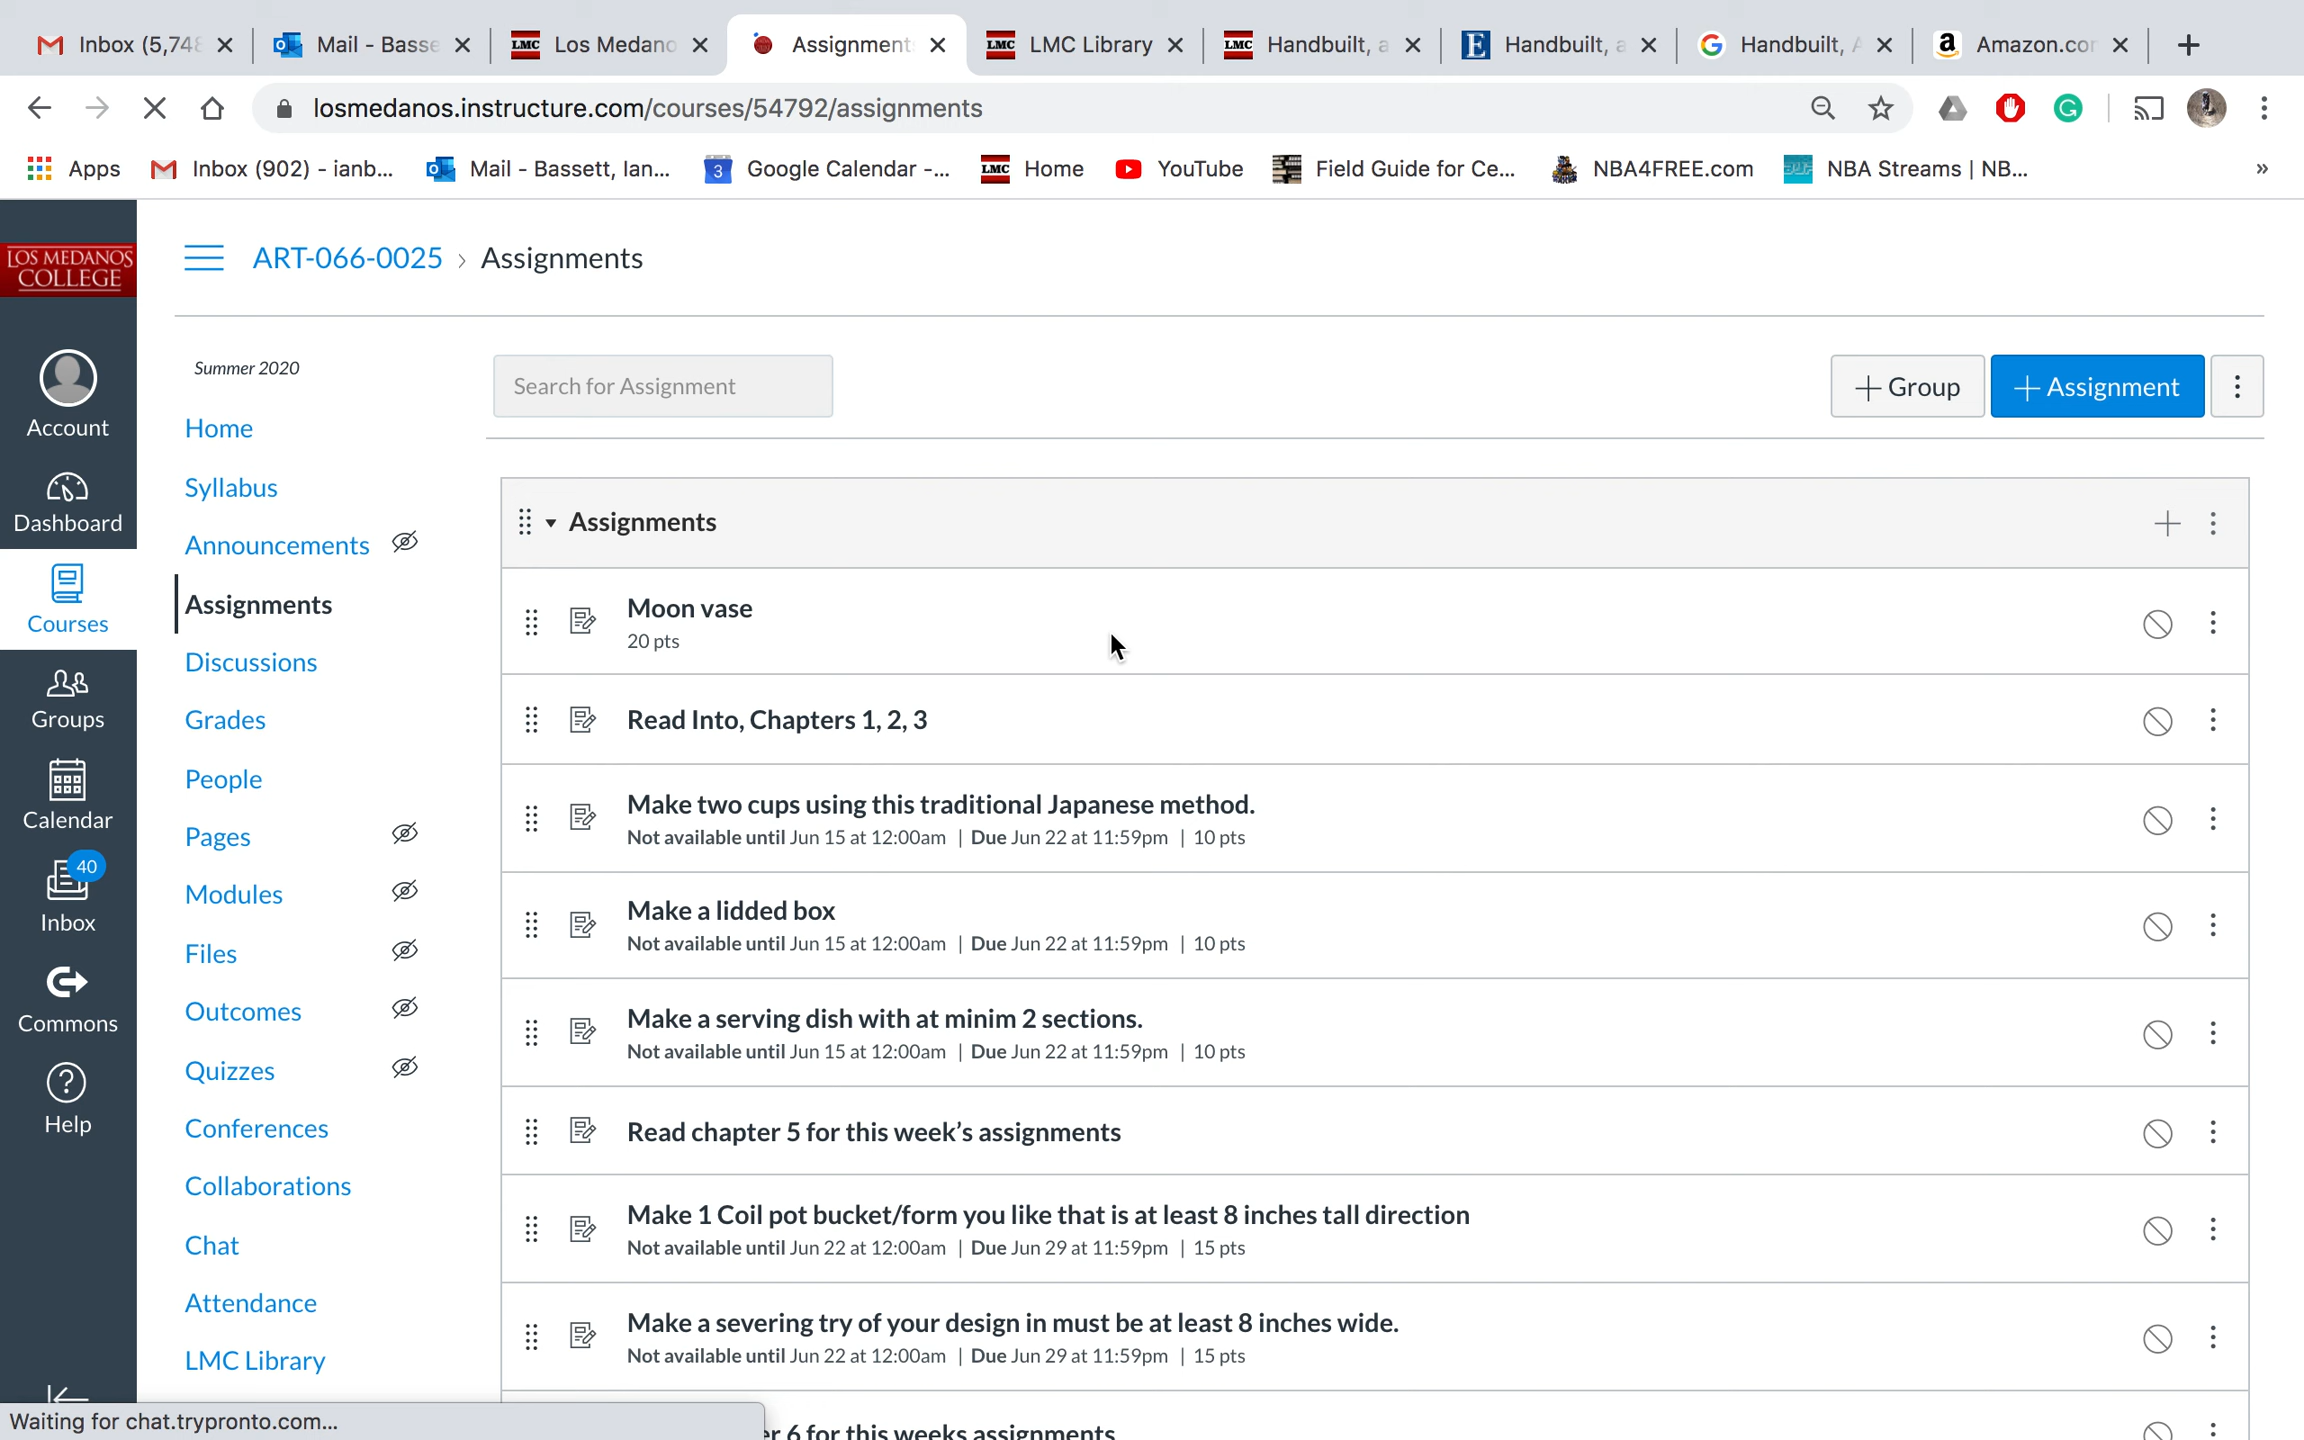 Inbox (5,748
Mail - Basse
LMC Los Medano
Assignment
LMC LMC Library
LMC Handbuilt, a
E Handbuilt, a
G Handbuilt, A
a Amazon.cor
losmedanos.instructure.com/courses/54792/assignments
Apps
Inbox (902) - ianb...
Mail - Bassett, Ian...
3 Google Calendar -...
LMC Home
YouTube
Field Guide for Ce...
NBA4FREE.com
NBA Streams | NB...
»
LOS MEDANOS
COLLEGE
Account
Dashboard
Courses
Groups
Calendar
40
Inbox
Commons
Help
ART-066-0025 › Assignments
Summer 2020
Home
Syllabus
Announcements
Assignments
Discussions
Grades
People
Pages
Modules
Files
Outcomes
Quizzes
Conferences
Collaborations
Chat
Attendance
LMC Library
Search for Assignment
+ Group
+ Assignment
Assignments
Moon vase
20 pts
Read Into, Chapters 1, 2, 3
Make two cups using this traditional Japanese method.
Not available until Jun 15 at 12:00am | Due Jun 22 at 11:59pm | 10 pts
Make a lidded box
Not available until Jun 15 at 12:00am | Due Jun 22 at 11:59pm | 10 pts
Make a serving dish with at minim 2 sections.
Not available until Jun 15 at 12:00am | Due Jun 22 at 11:59pm | 10 pts
Read chapter 5 for this week’s assignments
Make 1 Coil pot bucket/form you like that is at least 8 inches tall direction
Not available until Jun 22 at 12:00am | Due Jun 29 at 11:59pm | 15 pts
Make a severing try of your design in must be at least 8 inches wide.
Not available until Jun 22 at 12:00am | Due Jun 29 at 11:59pm | 15 pts
er 6 for this weeks assignments
Waiting for chat.trypronto.com...